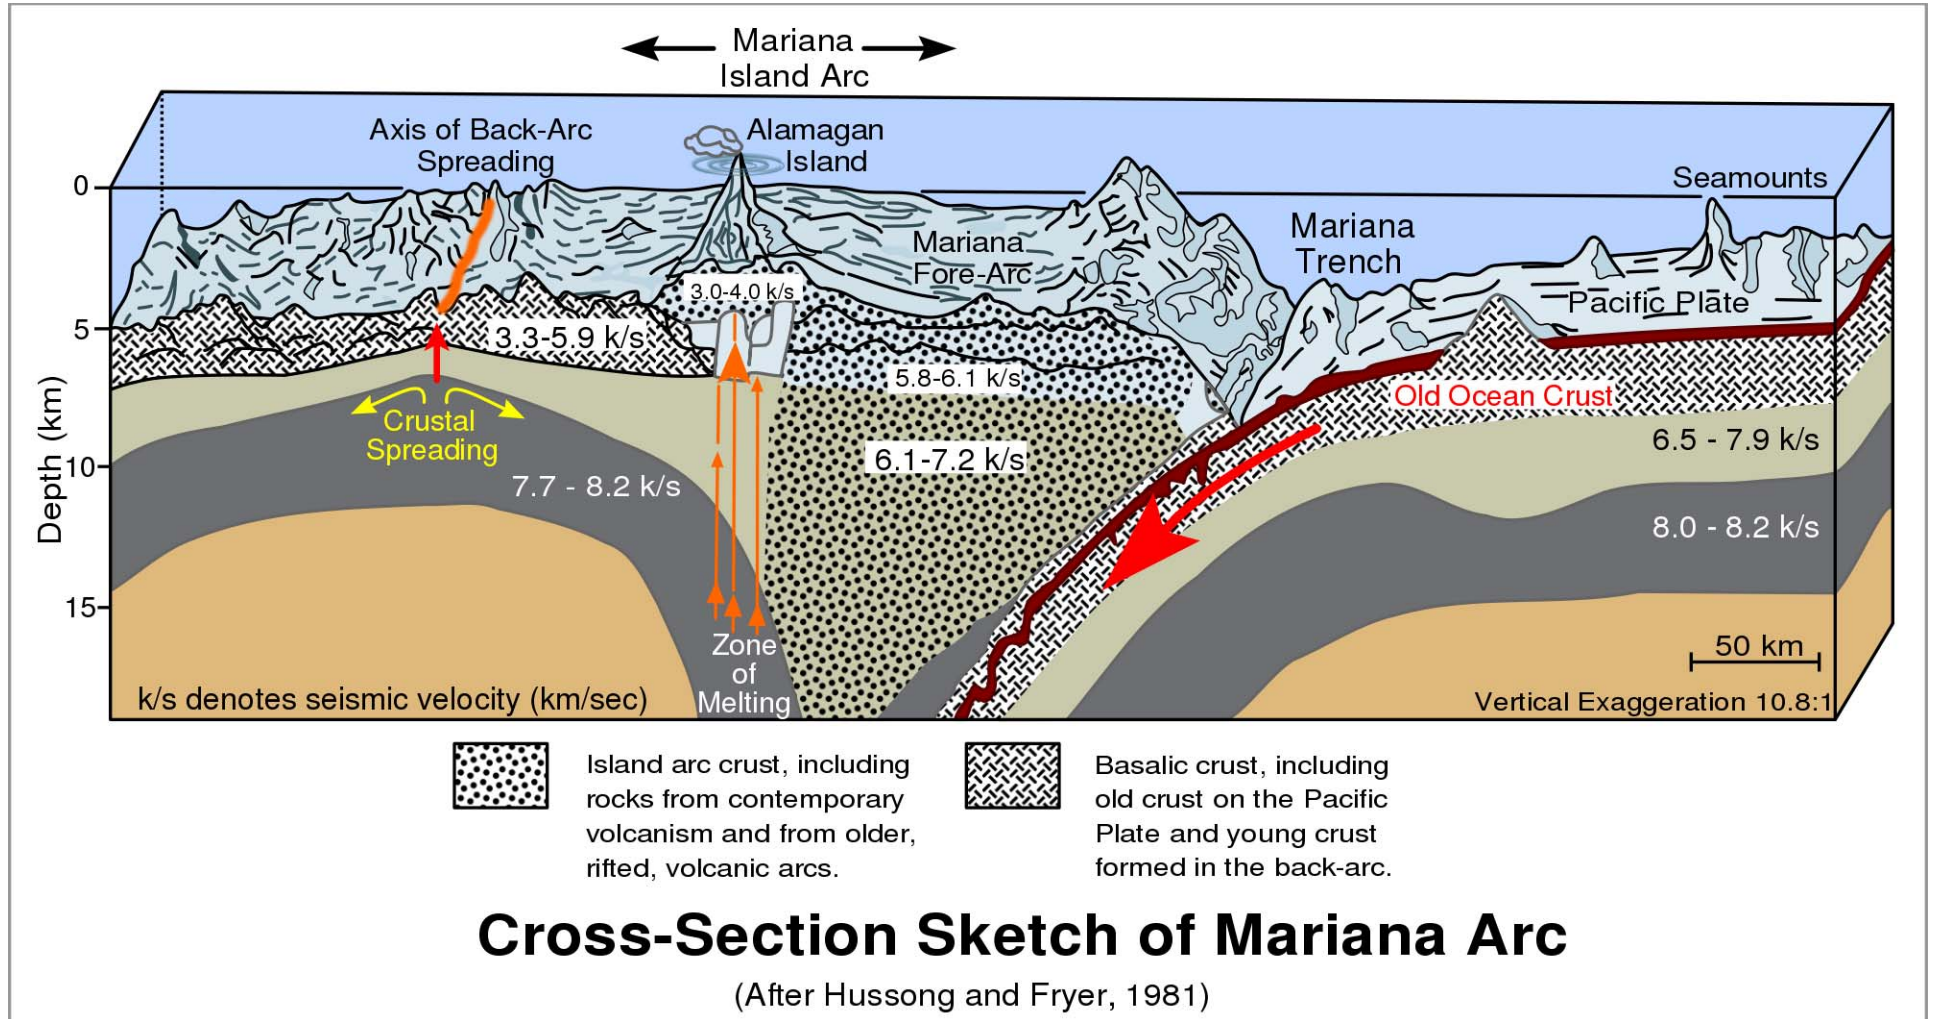 Mariana
Island Arc
Axis of Back-Arc
Spreading
Alamagan
Island
Seamounts
Mariana
Fore-Arc
Mariana
Trench
Pacific Plate
0
5
10
15
Depth (km)
3.0-4.0 k/s
3.3-5.9 k/s
5.8-6.1 k/s
Old Ocean Crust
Crustal
Spreading
6.1-7.2 k/s
6.5 - 7.9 k/s
7.7 - 8.2 k/s
8.0 - 8.2 k/s
Zone
of
Melting
50 km
k/s denotes seismic velocity (km/sec)
Vertical Exaggeration 10.8:1
Island arc crust, including
rocks from contemporary
volcanism and from older,
rifted, volcanic arcs.
Basalic crust, including
old crust on the Pacific
Plate and young crust
formed in the back-arc.
Cross-Section Sketch of Mariana Arc
(After Hussong and Fryer, 1981)